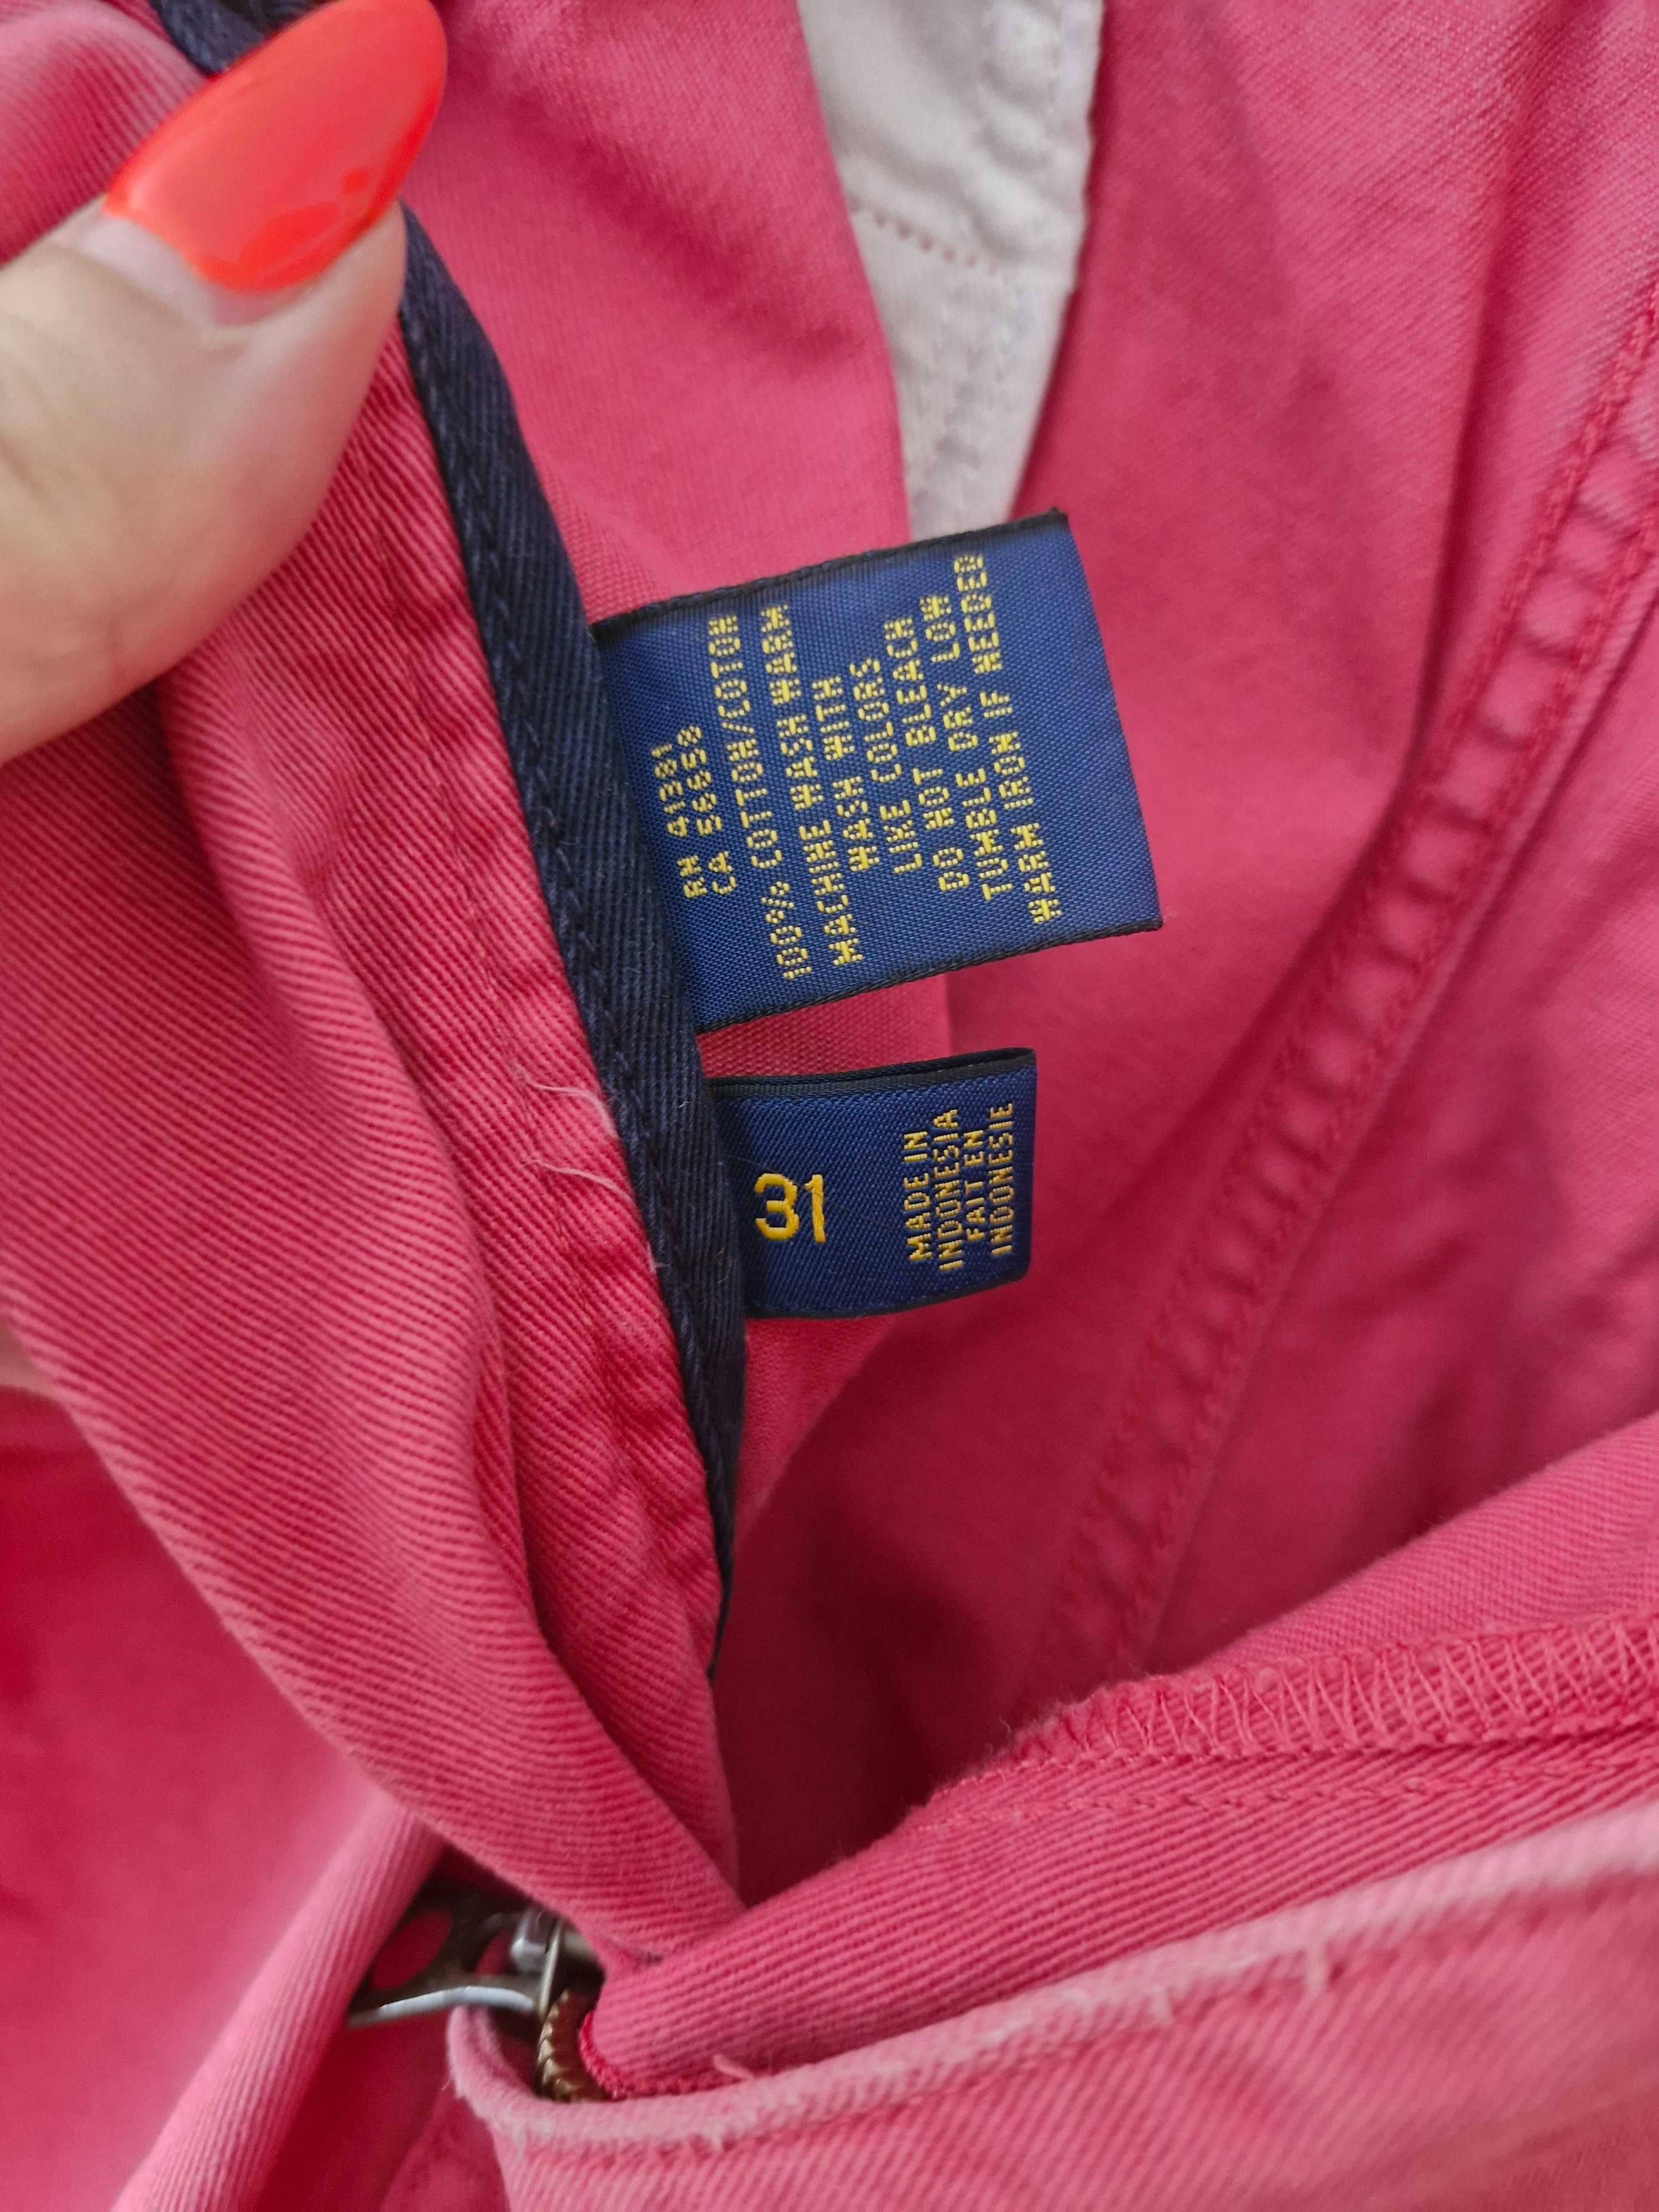 RN 41381
CA 56558
100% COTTON/COTON
MACHINE WASH WARM
WASH WITH
LIKE COLORS
DO NOT BLEACH
TUMBLE DRY LOW
WARM IRON IF NEEDED
31
MADE IN
INDONESIA
FAIT EN
INDONESIE